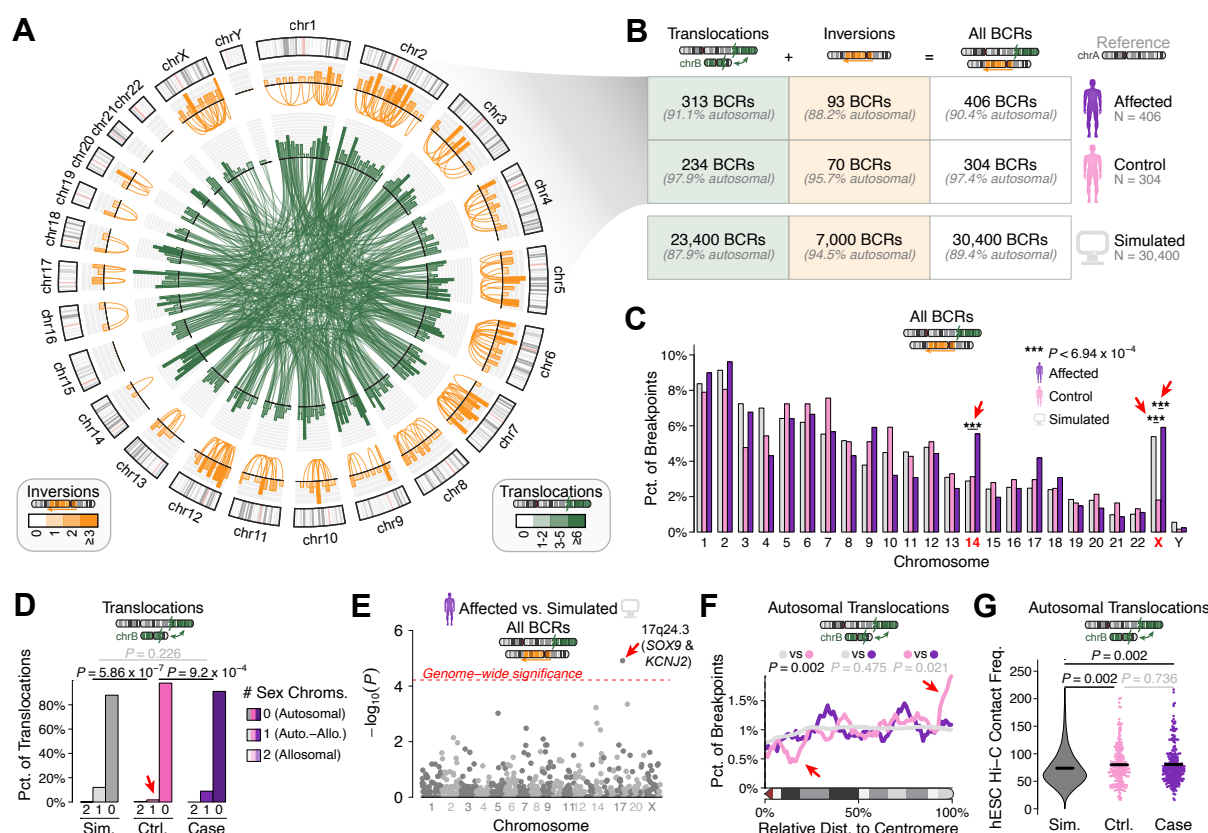 A
chr1
chr2
chr3
chr4
chr5
chr6
chr7
chr8
chr9
chr10
chr11
chr12
chr13
chr14
chr15
chr16
chr17
chr18
chr19
chr20
chr21
chr22
chrX
chrY
Inversions
0
1
2
≥3
Translocations
0
1-2
3-5
≥6
B
Translocations
Inversions
All BCRs
Reference
chrB
+
=
chrA
313 BCRs
(91.1% autosomal)
93 BCRs
(88.2% autosomal)
406 BCRs
(90.4% autosomal)
Affected
N = 406
234 BCRs
(97.9% autosomal)
70 BCRs
(95.7% autosomal)
304 BCRs
(97.4% autosomal)
Control
N = 304
23,400 BCRs
(87.9% autosomal)
7,000 BCRs
(94.5% autosomal)
30,400 BCRs
(89.4% autosomal)
Simulated
N = 30,400
C
All BCRs
*** P < 6.94 x 10⁻⁴
Affected
Control
Simulated
Pct. of Breakpoints
10%
8%
6%
4%
2%
0%
***
***
***
1 2 3 4 5 6 7 8 9 10 11 12 13 14 15 16 17 18 19 20 21 22 X Y
Chromosome
D
Translocations
chrB
P = 0.226
P = 5.86 x 10⁻⁷
P = 9.2 x 10⁻⁴
Pct. of Translocations
80%
60%
40%
20%
0%
# Sex Chroms.
0 (Autosomal)
1 (Auto.-Allo.)
2 (Allosomal)
2 1 0 2 1 0 2 1 0
Sim. Ctrl. Case
E
Affected vs. Simulated
All BCRs
17q24.3
(SOX9 &
KCNJ2)
Genome-wide significance
−log10(P)
6
4
2
0
1 2 3 4 5 6 7 8 9 10 11 12 14 17 20 X
Chromosome
F
Autosomal Translocations
chrB
vs
vs
vs
P = 0.002
P = 0.475
P = 0.021
Pct. of Breakpoints
1.5%
1%
0.5%
0%
0% 50% 100%
Relative Dist. to Centromere
G
Autosomal Translocations
chrB
P = 0.002
P = 0.002
P = 0.736
hESC Hi-C Contact Freq.
250
200
150
100
50
0
Sim. Ctrl. Case